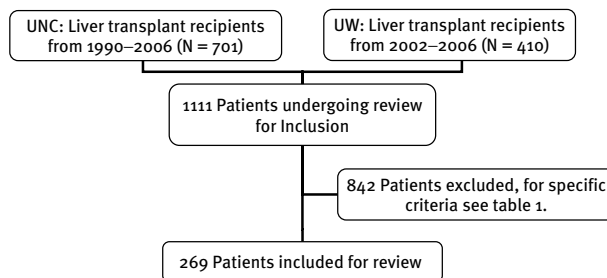 UNC: Liver transplant recipients
from 1990–2006 (N = 701)
UW: Liver transplant recipients
from 2002–2006 (N = 410)
1111 Patients undergoing review
for Inclusion
842 Patients excluded, for specific
criteria see table 1.
269 Patients included for review